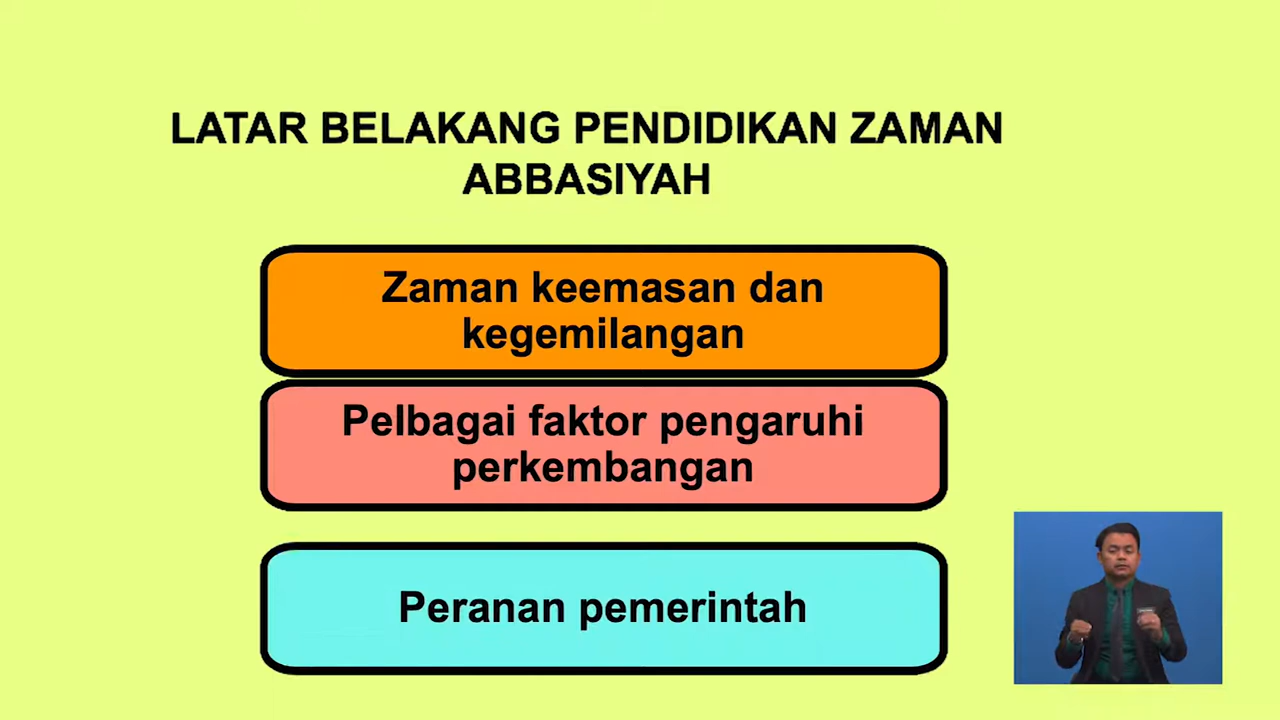 LATAR BELAKANG PENDIDIKAN ZAMAN
ABBASIYAH
Zaman keemasan dan
kegemilangan
Pelbagai faktor pengaruhi
perkembangan
Peranan pemerintah